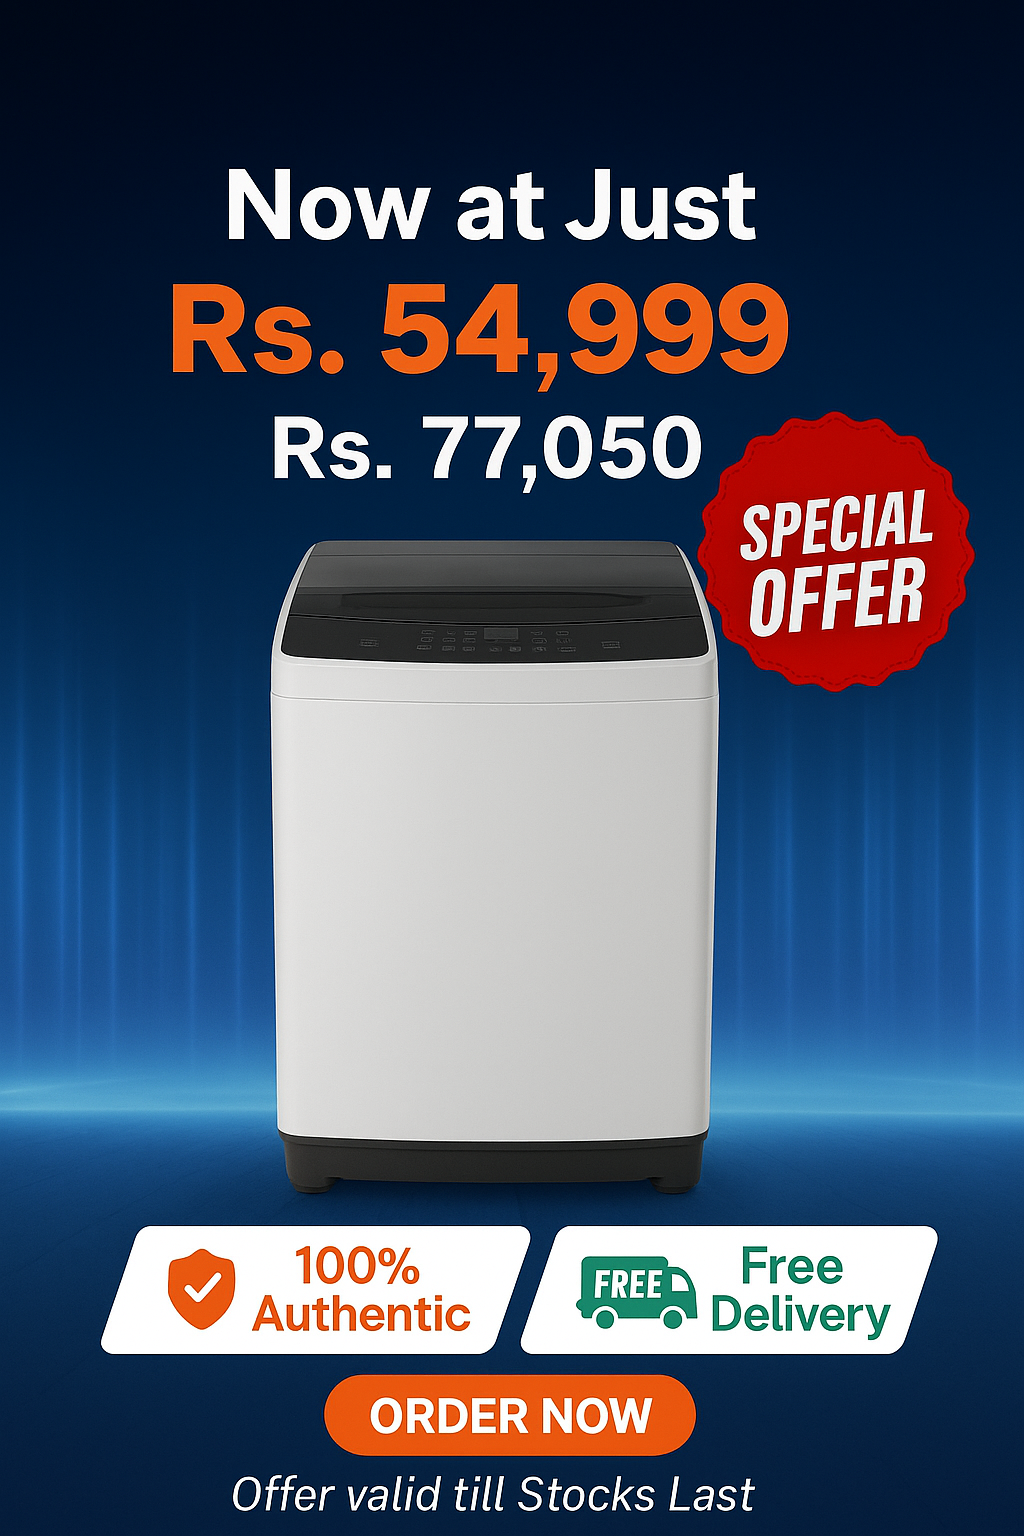 Now at Just
Rs. 54,999
Rs. 77,050
SPECIAL
OFFER
100%
Authentic
FREE
Free
Delivery
ORDER NOW
Offer valid till Stocks Last